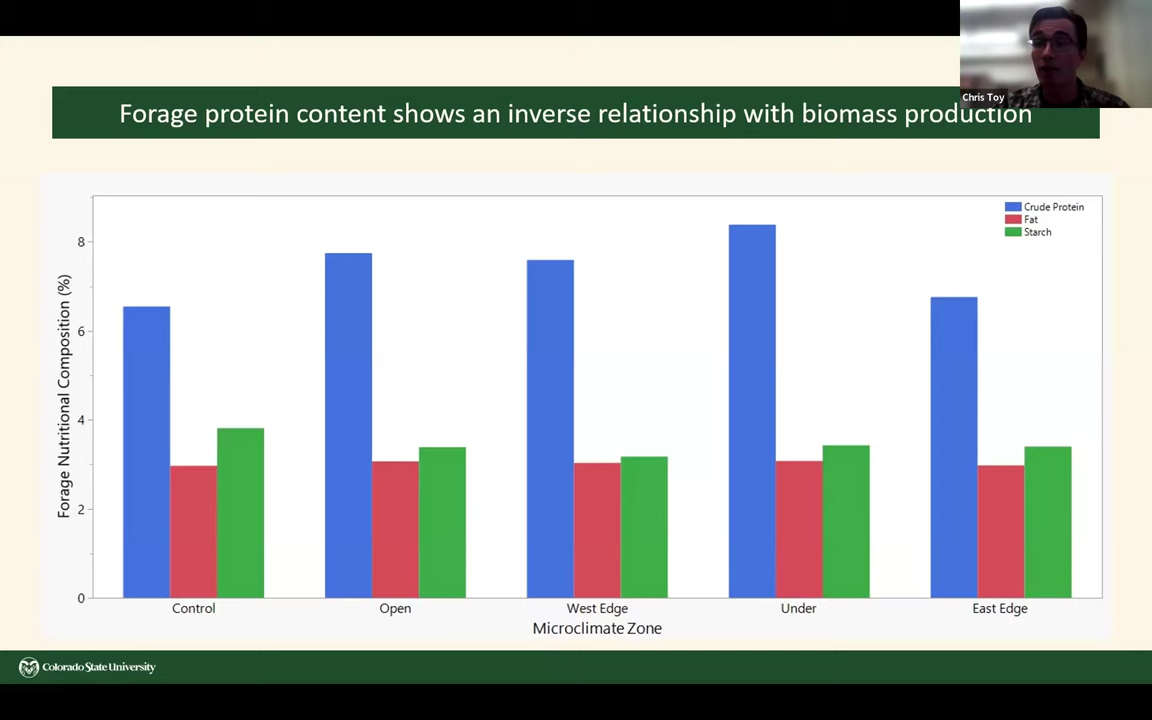 Chris Toy
Forage protein content shows an inverse relationship with biomass production
Crude Protein
Fat
Starch
Forage Nutritional Composition (%)
8
6
4
2
0
Control
Open
West Edge
Under
East Edge
Microclimate Zone
Colorado State University